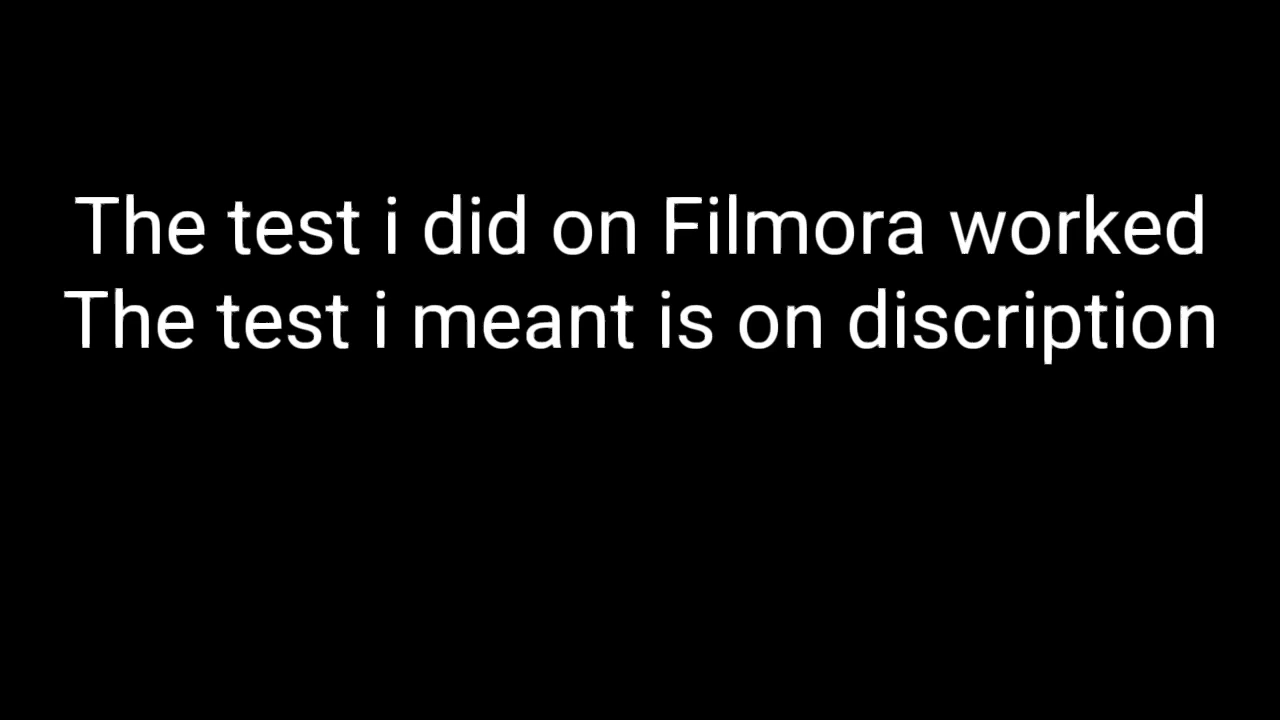 The test i did on Filmora worked
The test i meant is on discription